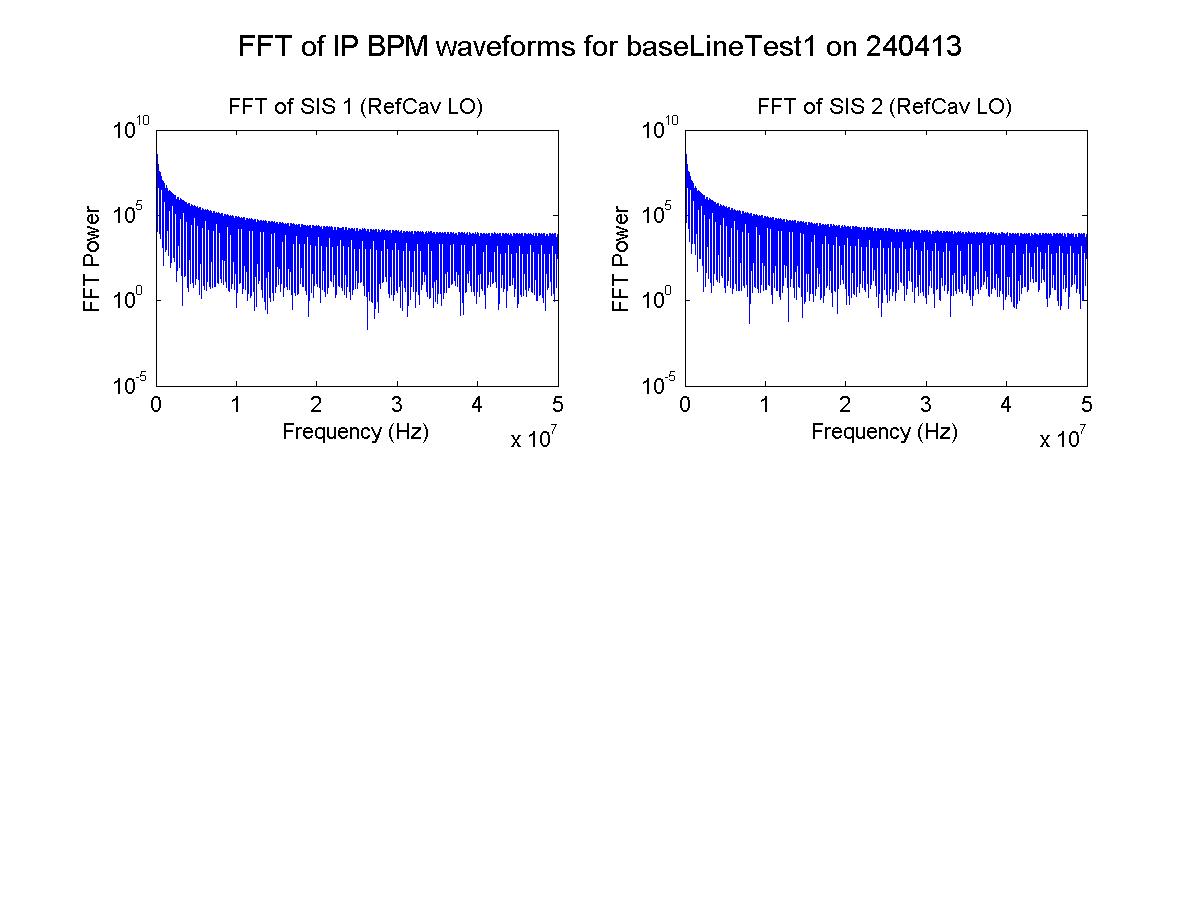 FFT of IP BPM waveforms for baseLineTest1 on 240413
FFT of SIS 1 (RefCav LO)
FFT Power
10^10
10^5
10^0
10^-5
0 1 2 3 4 5
Frequency (Hz)
x 10^7
FFT of SIS 2 (RefCav LO)
FFT Power
10^10
10^5
10^0
10^-5
0 1 2 3 4 5
Frequency (Hz)
x 10^7